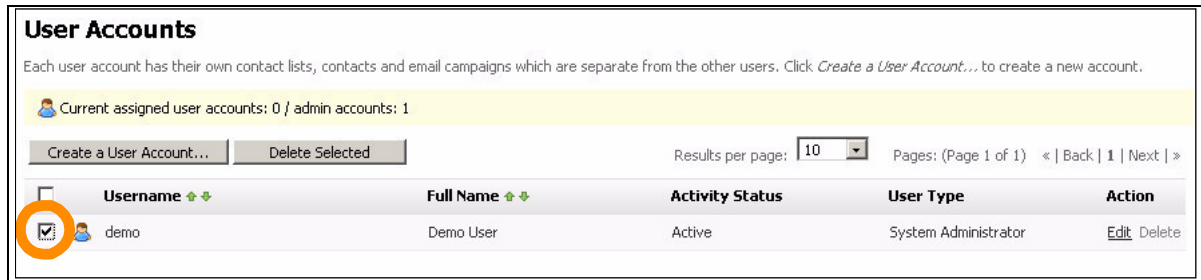 User Accounts
Each user account has their own contact lists, contacts and email campaigns which are separate from the other users. Click Create a User Account... to create a new account.
Current assigned user accounts: 0 / admin accounts: 1
Create a User Account... Delete Selected Results per page: 10 Pages: (Page 1 of 1) « | Back | 1 | Next | »
Username Full Name Activity Status User Type Action
demo Demo User Active System Administrator Edit Delete